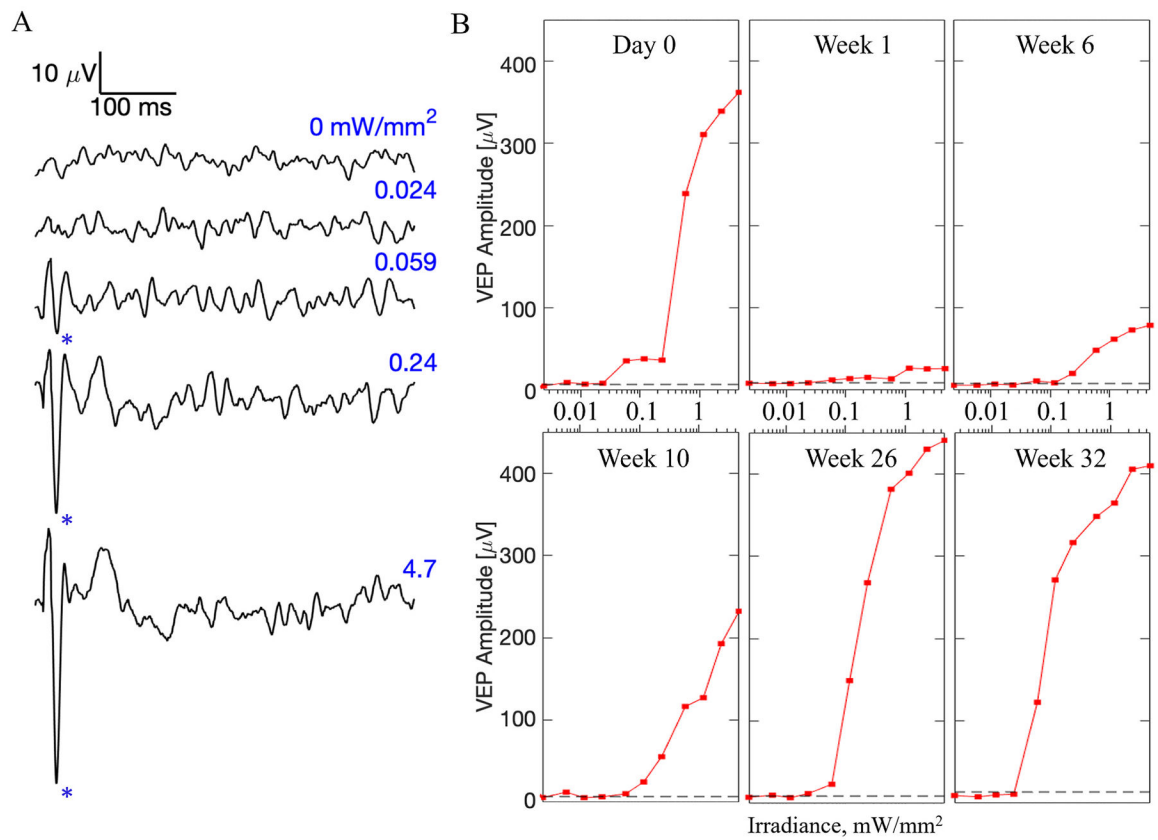 A
10 μV
100 ms
0 mW/mm²
0.024
0.059
*
0.24
*
4.7
*
B
Day 0
Week 1
Week 6
VEP Amplitude [μV]
400
300
200
100
0
0.01 0.1 1
0.01 0.1 1
0.01 0.1 1
Week 10
Week 26
Week 32
VEP Amplitude [μV]
400
300
200
100
0
Irradiance, mW/mm²